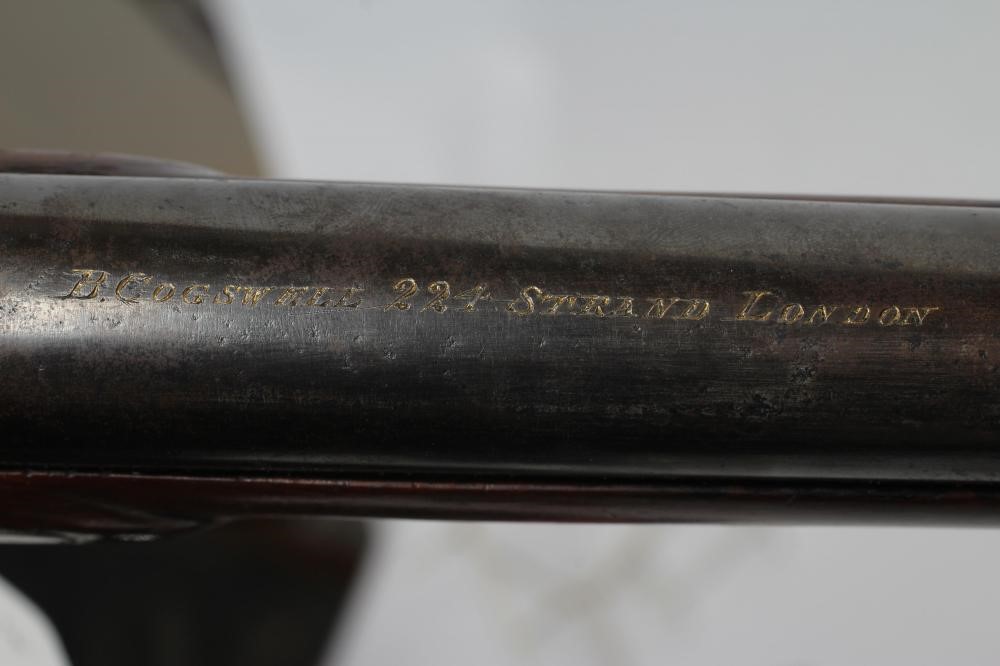 B. COGSWELL 224 STRAND LONDON